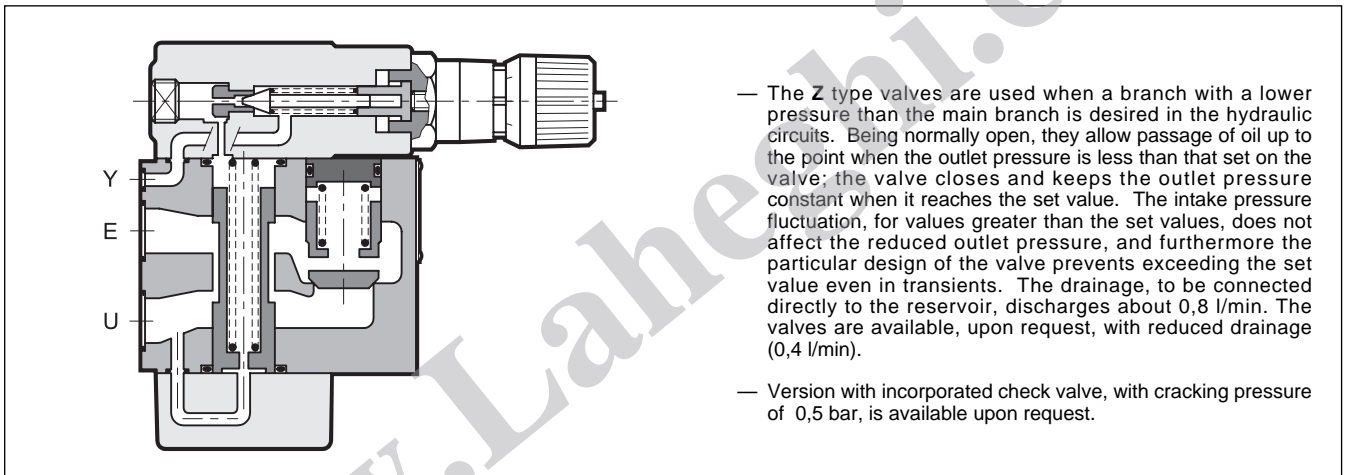 Y
E
U
— The Z type valves are used when a branch with a lower
pressure than the main branch is desired in the hydraulic
circuits. Being normally open, they allow passage of oil up to
the point when the outlet pressure is less than that set on the
valve; the valve closes and keeps the outlet pressure
constant when it reaches the set value. The intake pressure
fluctuation, for values greater than the set values, does not
affect the reduced outlet pressure, and furthermore the
particular design of the valve prevents exceeding the set
value even in transients. The drainage, to be connected
directly to the reservoir, discharges about 0,8 l/min. The
valves are available, upon request, with reduced drainage
(0,4 l/min).
— Version with incorporated check valve, with cracking pressure
of 0,5 bar, is available upon request.
.Laheghi.c